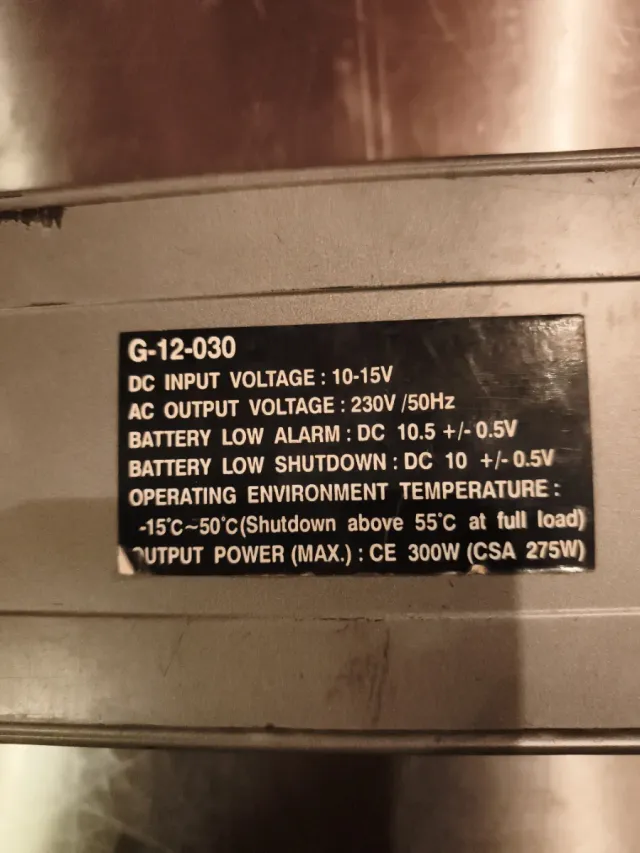 G-12-030
DC INPUT VOLTAGE : 10-15V
AC OUTPUT VOLTAGE : 230V /50Hz
BATTERY LOW ALARM : DC 10.5 +/- 0.5V
BATTERY LOW SHUTDOWN : DC 10 +/- 0.5V
OPERATING ENVIRONMENT TEMPERATURE :
-15°C~50°C(Shutdown above 55°C at full load)
OUTPUT POWER (MAX.) : CE 300W (CSA 275W)